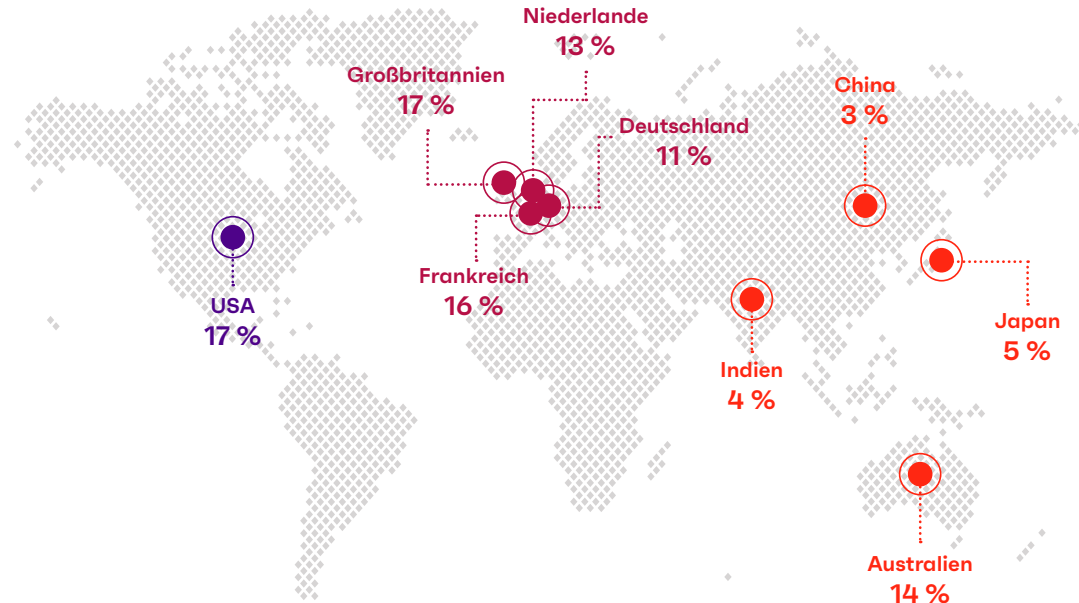 Niederlande
13 %
Großbritannien
17 %
Deutschland
11 %
China
3 %
Frankreich
16 %
USA
17 %
Japan
5 %
Indien
4 %
Australien
14 %